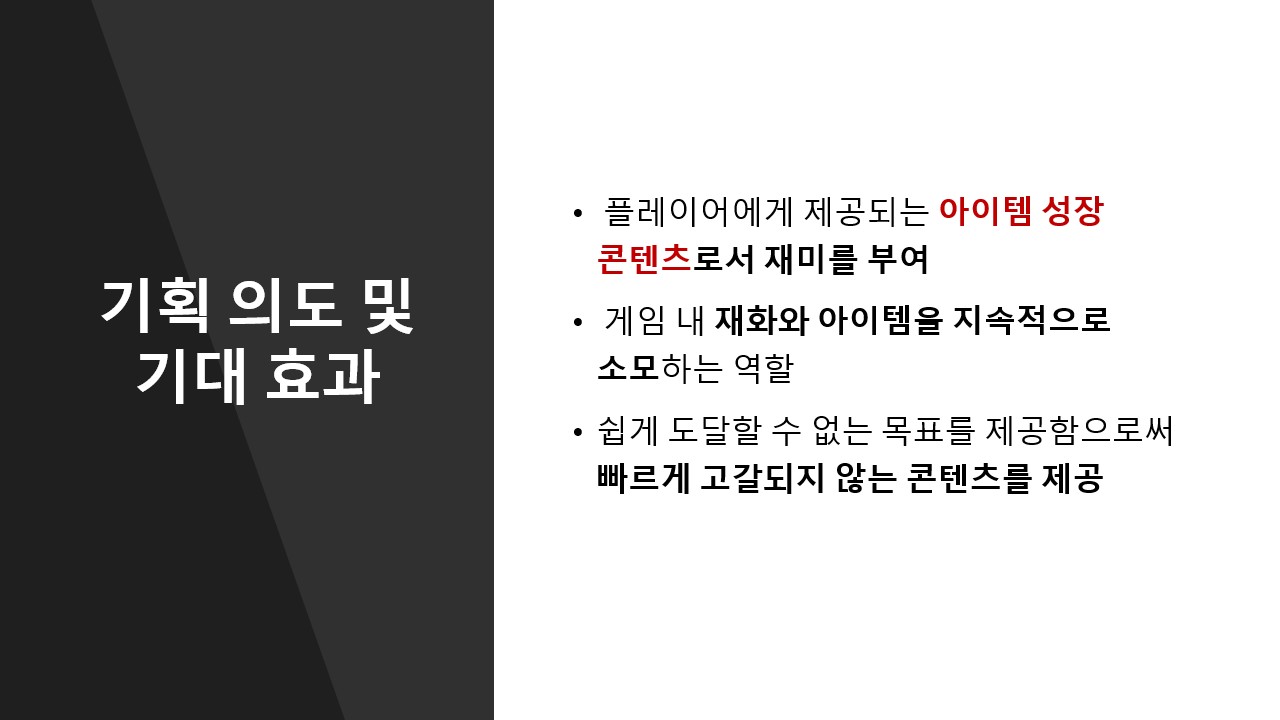 기획 의도 및
기대 효과
• 플레이어에게 제공되는 아이템 성장
콘텐츠로서 재미를 부여
• 게임 내 재화와 아이템을 지속적으로
소모하는 역할
• 쉽게 도달할 수 없는 목표를 제공함으로써
빠르게 고갈되지 않는 콘텐츠를 제공